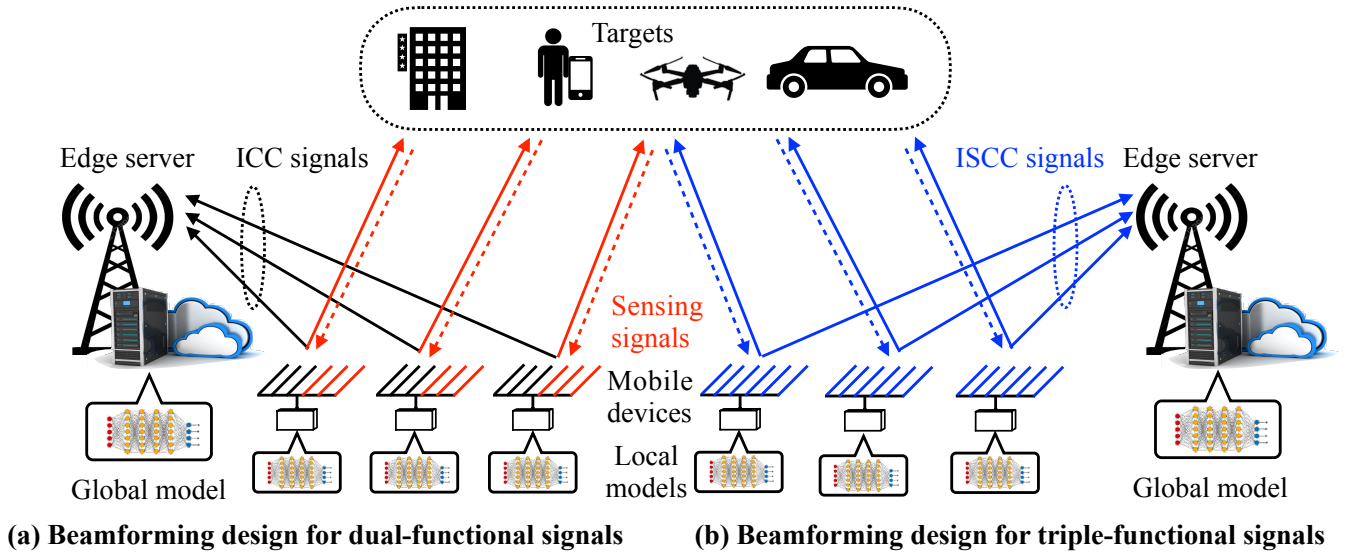 Targets
Edge server
ICC signals
ISCC signals
Edge server
Sensing
signals
Mobile
devices
Local
models
Global model
Global model
(a) Beamforming design for dual-functional signals
(b) Beamforming design for triple-functional signals